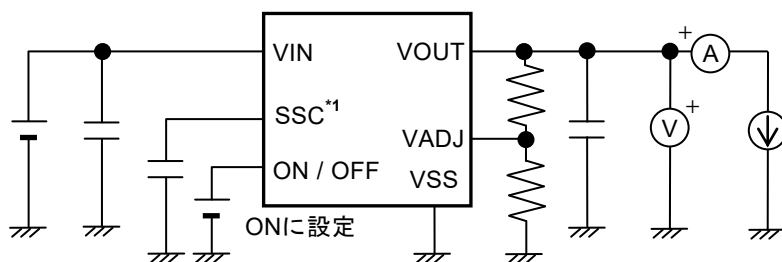 VIN
VOUT
SSC*1
VADJ
ON / OFF
VSS
ONに設定
+
A
V
+